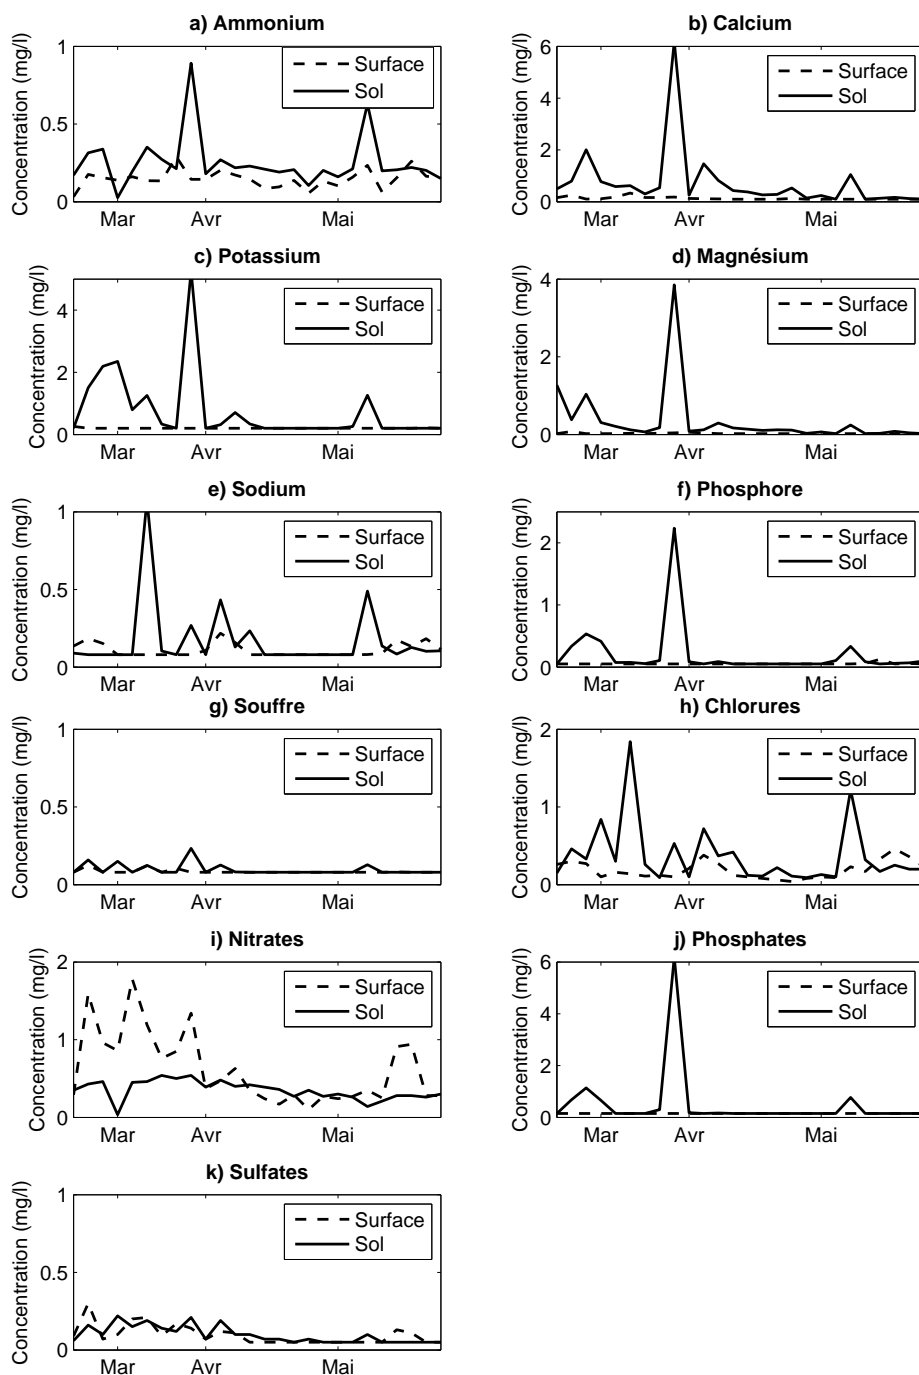 a) Ammonium
Concentration (mg/l)
1
0.5
0
Mar Avr Mai
Surface
Sol
b) Calcium
Concentration (mg/l)
6
4
2
0
Mar Avr Mai
Surface
Sol
c) Potassium
Concentration (mg/l)
4
2
0
Mar Avr Mai
Surface
Sol
d) Magnésium
Concentration (mg/l)
4
2
0
Mar Avr Mai
Surface
Sol
e) Sodium
Concentration (mg/l)
1
0.5
0
Mar Avr Mai
Surface
Sol
f) Phosphore
Concentration (mg/l)
2
1
0
Mar Avr Mai
Surface
Sol
g) Souffre
Concentration (mg/l)
1
0.5
0
Mar Avr Mai
Surface
Sol
h) Chlorures
Concentration (mg/l)
2
1
0
Mar Avr Mai
Surface
Sol
i) Nitrates
Concentration (mg/l)
2
1
0
Mar Avr Mai
Surface
Sol
j) Phosphates
Concentration (mg/l)
6
4
2
0
Mar Avr Mai
Surface
Sol
k) Sulfates
Concentration (mg/l)
1
0.5
0
Mar Avr Mai
Surface
Sol